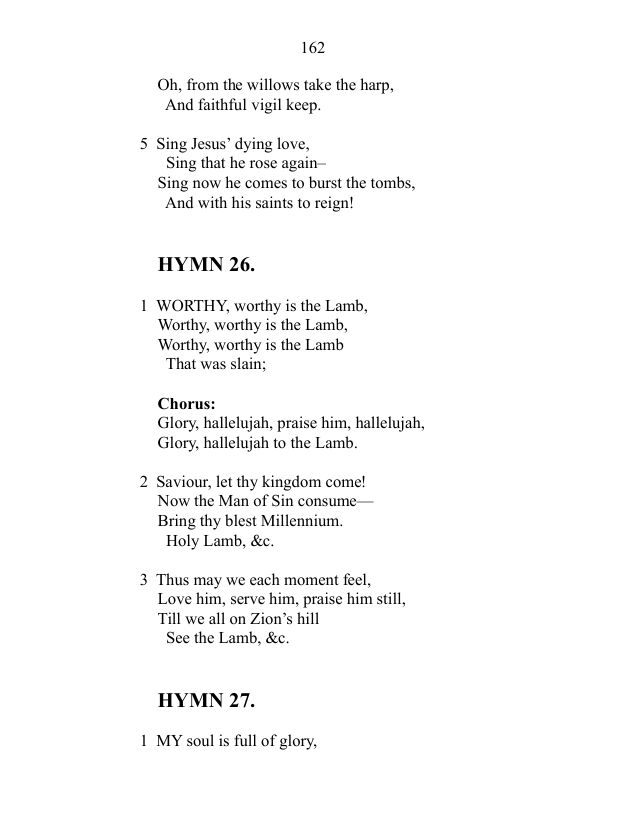 162
Oh, from the willows take the harp,
And faithful vigil keep.
5 Sing Jesus’ dying love,
Sing that he rose again–
Sing now he comes to burst the tombs,
And with his saints to reign!
HYMN 26.
1 WORTHY, worthy is the Lamb,
Worthy, worthy is the Lamb,
Worthy, worthy is the Lamb
That was slain;
Chorus:
Glory, hallelujah, praise him, hallelujah,
Glory, hallelujah to the Lamb.
2 Saviour, let thy kingdom come!
Now the Man of Sin consume—
Bring thy blest Millennium.
Holy Lamb, &c.
3 Thus may we each moment feel,
Love him, serve him, praise him still,
Till we all on Zion’s hill
See the Lamb, &c.
HYMN 27.
1 MY soul is full of glory,